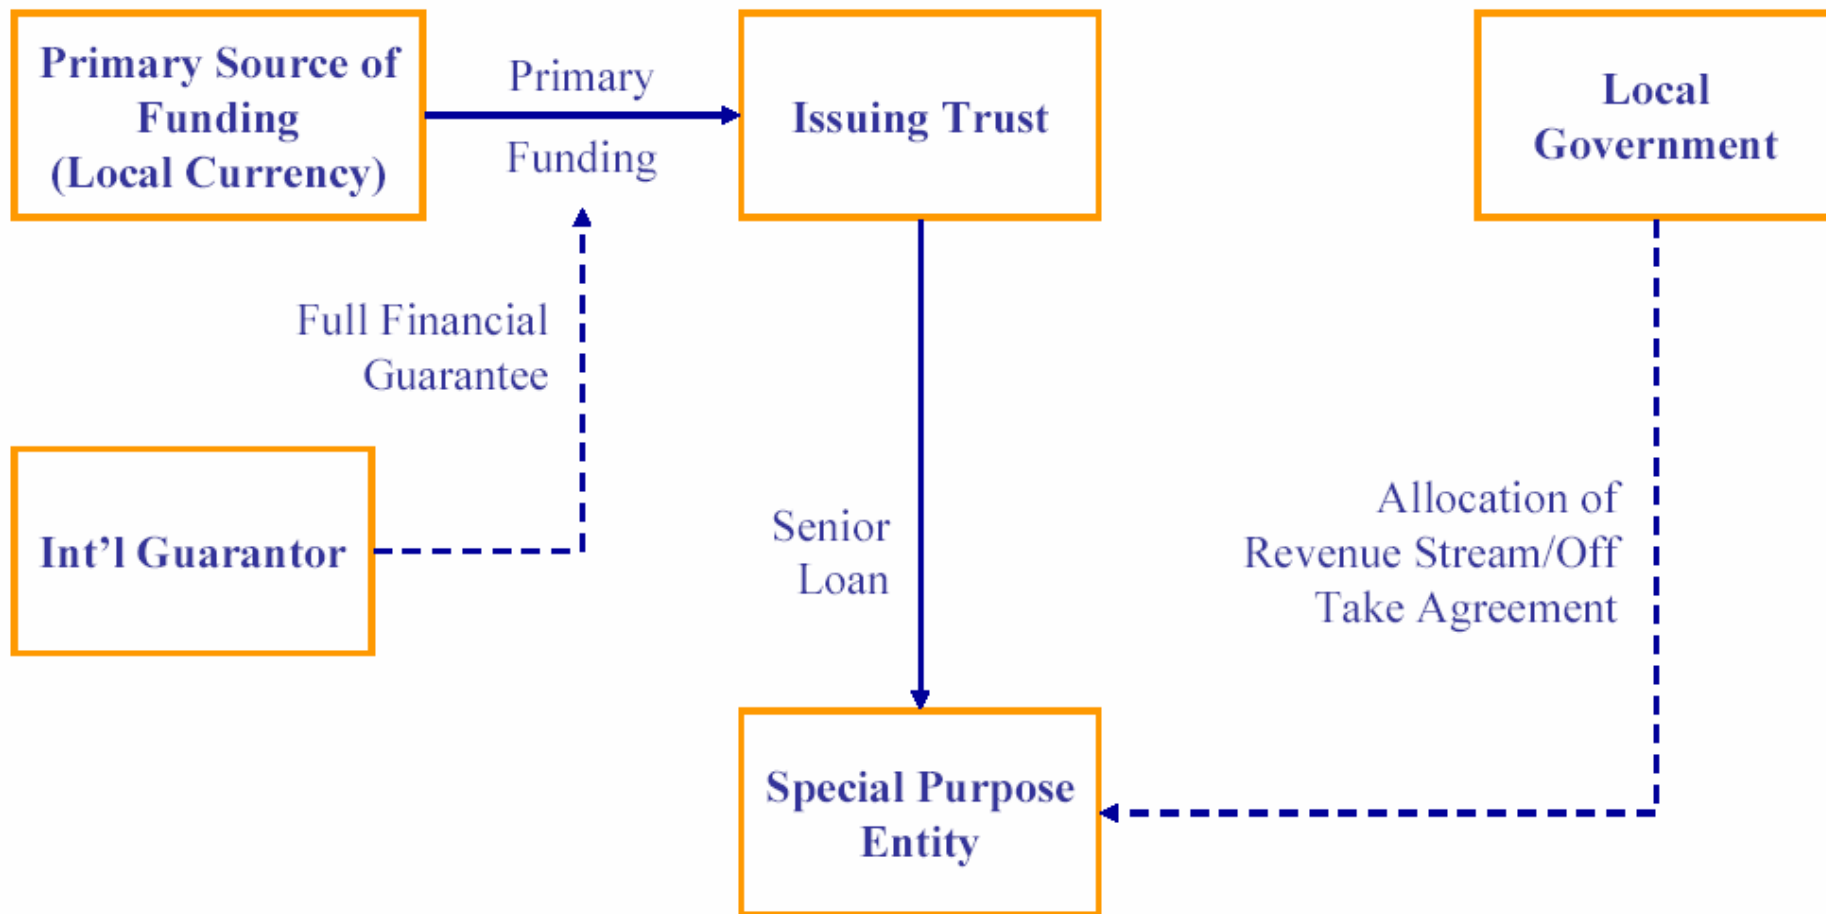 Primary Source of
Funding
(Local Currency)
Primary
Funding
Issuing Trust
Local
Government
Full Financial
Guarantee
Int’l Guarantor
Senior
Loan
Allocation of
Revenue Stream/Off
Take Agreement
Special Purpose
Entity